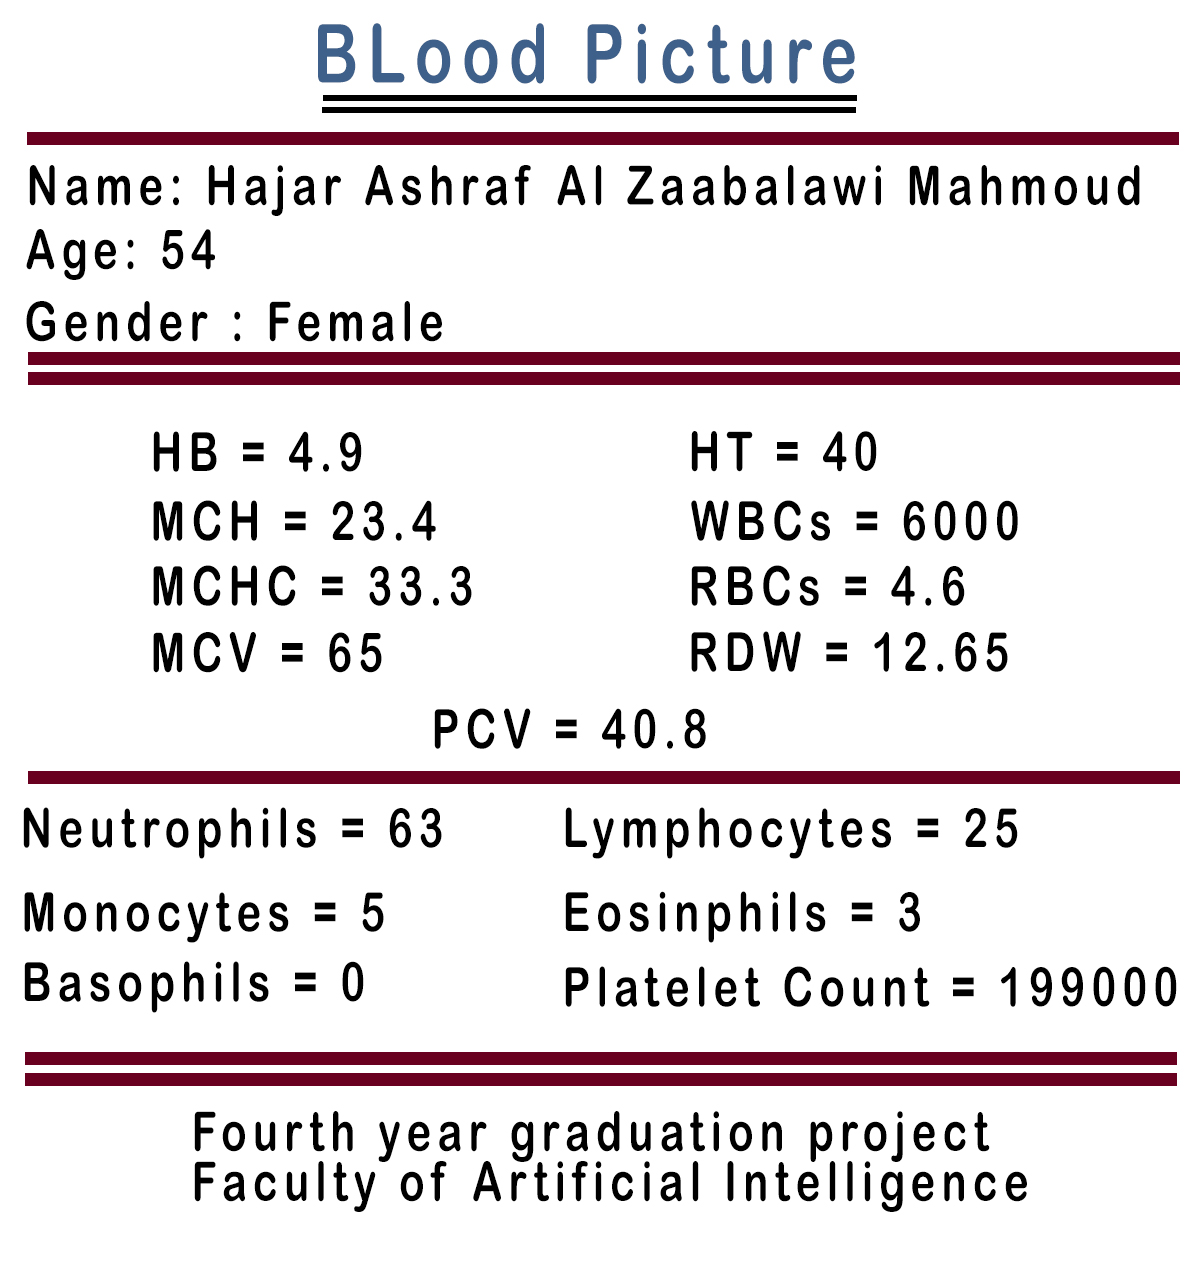 BLood Picture
Name: Hajar Ashraf Al Zaabalawi Mahmoud
Age: 54
Gender : Female
HB = 4.9 HT = 40
MCH = 23.4 WBCs = 6000
MCHC = 33.3 RBCs = 4.6
MCV = 65 RDW = 12.65
PCV = 40.8
Neutrophils = 63 Lymphocytes = 25
Monocytes = 5 Eosinphils = 3
Basophils = 0 Platelet Count = 199000
Fourth year graduation project
Faculty of Artificial Intelligence